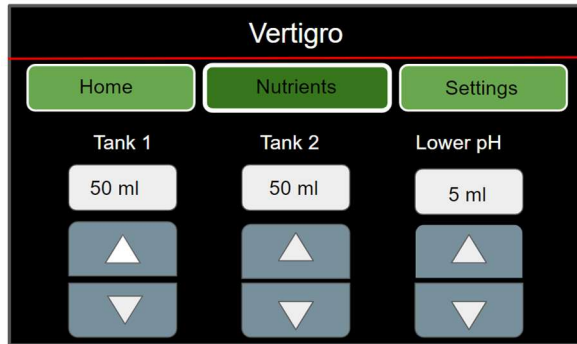 Vertigro
Home Nutrients Settings
Tank 1 Tank 2 Lower pH
50 ml 50 ml 5 ml